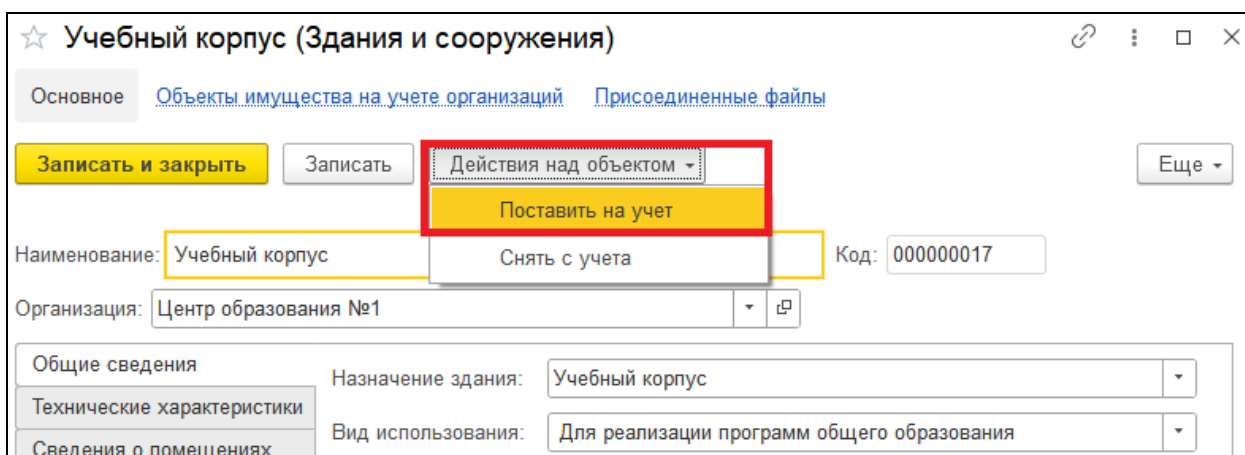 Учебный корпус (Здания и сооружения)
Основное Объекты имущества на учете организаций Присоединенные файлы
Записать и закрыть Записать Действия над объектом Еще
Поставить на учет
Наименование: Учебный корпус Снять с учета Код: 000000017
Организация: Центр образования №1
Общие сведения Назначение здания: Учебный корпус
Технические характеристики
Вид использования: Для реализации программ общего образования
Сведения о помещениях